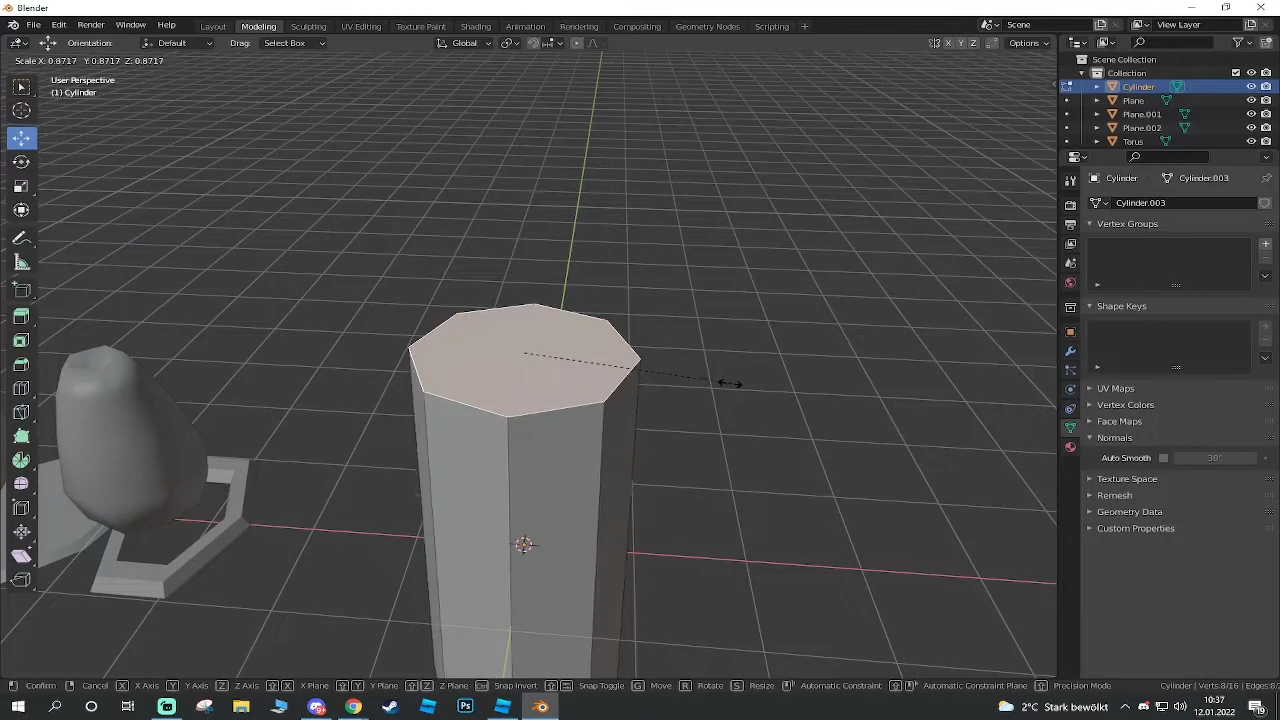 Blender
File Edit Render Window Help Layout Modeling Sculpting UV-Editing Texture Paint Shading Animation Rendering Compositing Geometry Nodes Scripting + Scene View Layer
Orientation: Default Drag: Select Box Global X Y Z Options
Scale X: 0.8717 Y: 0.8717 Z: 0.8717
User Perspective
(1) Cylinder
Scene Collection
Collection
Cylinder
Plane
Plane.001
Plane.002
Torus
Cylinder Cylinder.003
Cylinder.003
Vertex Groups
Shape Keys
UV Maps
Vertex Colors
Face Maps
Normals
Auto Smooth 30°
Texture Space
Remesh
Geometry Data
Custom Properties
Confirm Cancel X X Axis Y Y Axis Z Z Axis X X Plane Y Y Plane Z Z Plane Ctrl Snap Invert Snap Toggle G Move R Rotate S Resize Automatic Constraint Automatic Constraint Plane Precision Mode Cylinder | Verts:8/1
2°C Stark bewölkt 10:37
12.01.2022